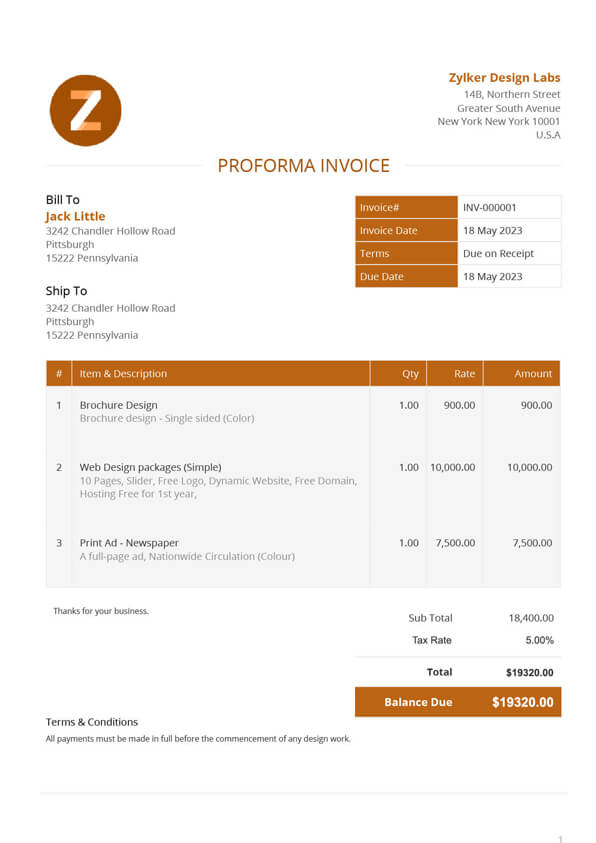 Z
Zylker Design Labs
14B, Northern Street
Greater South Avenue
New York New York 10001
U.S.A
PROFORMA INVOICE
Bill To
Jack Little
3242 Chandler Hollow Road
Pittsburgh
15222 Pennsylvania
Invoice# INV-000001
Invoice Date 18 May 2023
Terms Due on Receipt
Due Date 18 May 2023
Ship To
3242 Chandler Hollow Road
Pittsburgh
15222 Pennsylvania
# Item & Description Qty Rate Amount
1 Brochure Design 1.00 900.00 900.00
Brochure design - Single sided (Color)
2 Web Design packages (Simple) 1.00 10,000.00 10,000.00
10 Pages, Slider, Free Logo, Dynamic Website, Free Domain,
Hosting Free for 1st year,
3 Print Ad - Newspaper 1.00 7,500.00 7,500.00
A full-page ad, Nationwide Circulation (Colour)
Thanks for your business.
Sub Total 18,400.00
Tax Rate 5.00%
Total $19320.00
Balance Due $19320.00
Terms & Conditions
All payments must be made in full before the commencement of any design work.
1